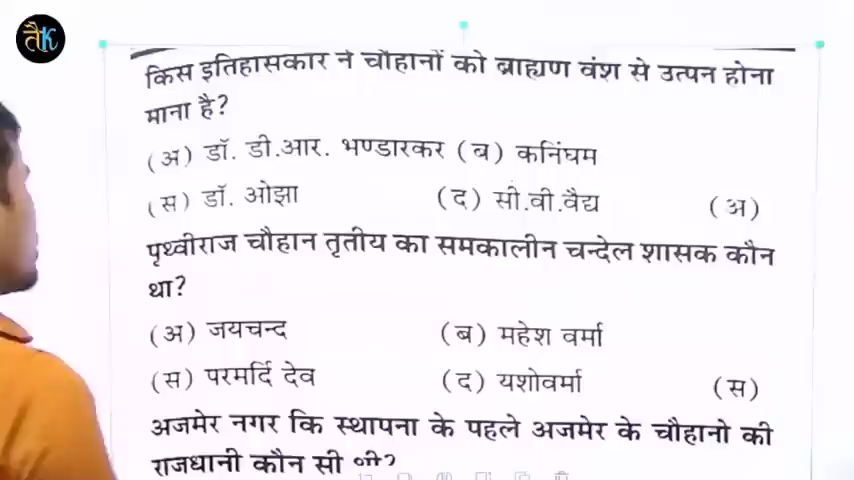 तैK
किस इतिहासकार ने चौहानों को ब्राह्यण वंश से उत्पन होना
माना है?
(अ) डॉ. डी.आर. भण्डारकर (ब) कनिंघम
(स) डॉ. ओझा (द) सी.वी.वैद्य (अ)
पृथ्वीराज चौहान तृतीय का समकालीन चन्देल शासक कौन
था?
(अ) जयचन्द (ब) महेश वर्मा
(स) परमर्दि देव (द) यशोवर्मा (स)
अजमेर नगर कि स्थापना के पहले अजमेर के चौहानो की
राजधानी कौन सी थी?